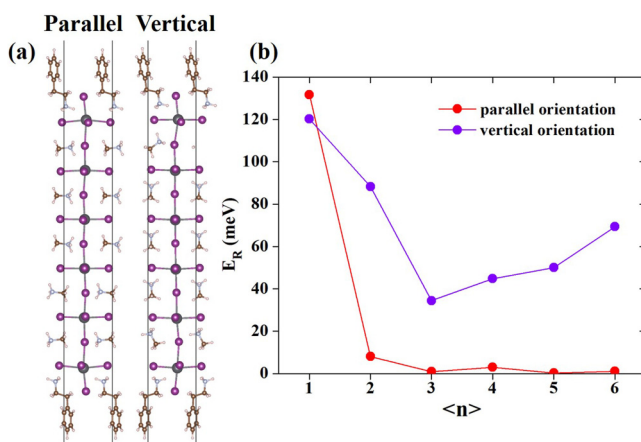 Parallel Vertical
(a)
(b)
140
120
100
80
60
40
20
0
E_R (meV)
parallel orientation
vertical orientation
1 2 3 4 5 6
<n>